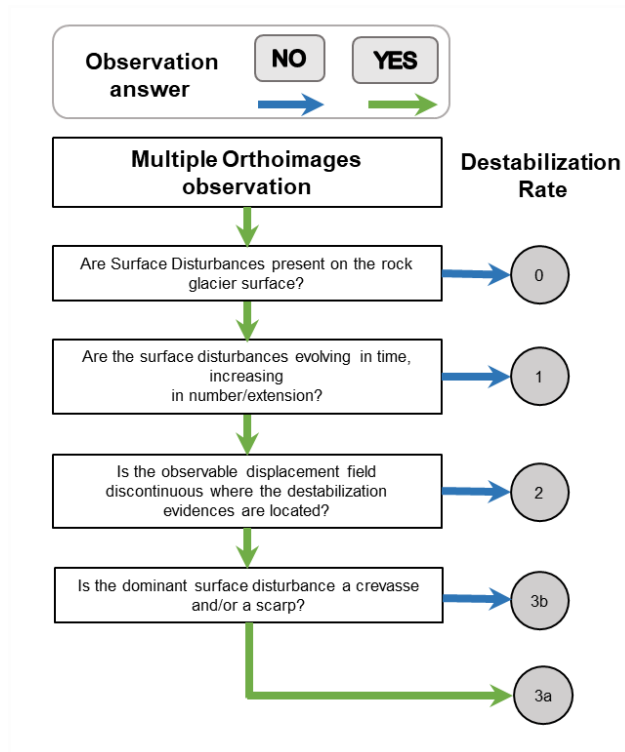 Observation
answer
NO
YES
Multiple Orthoimages
observation
Destabilization
Rate
Are Surface Disturbances present on the rock
glacier surface?
0
Are the surface disturbances evolving in time,
increasing
in number/extension?
1
Is the observable displacement field
discontinuous where the destabilization
evidences are located?
2
Is the dominant surface disturbance a crevasse
and/or a scarp?
3b
3a